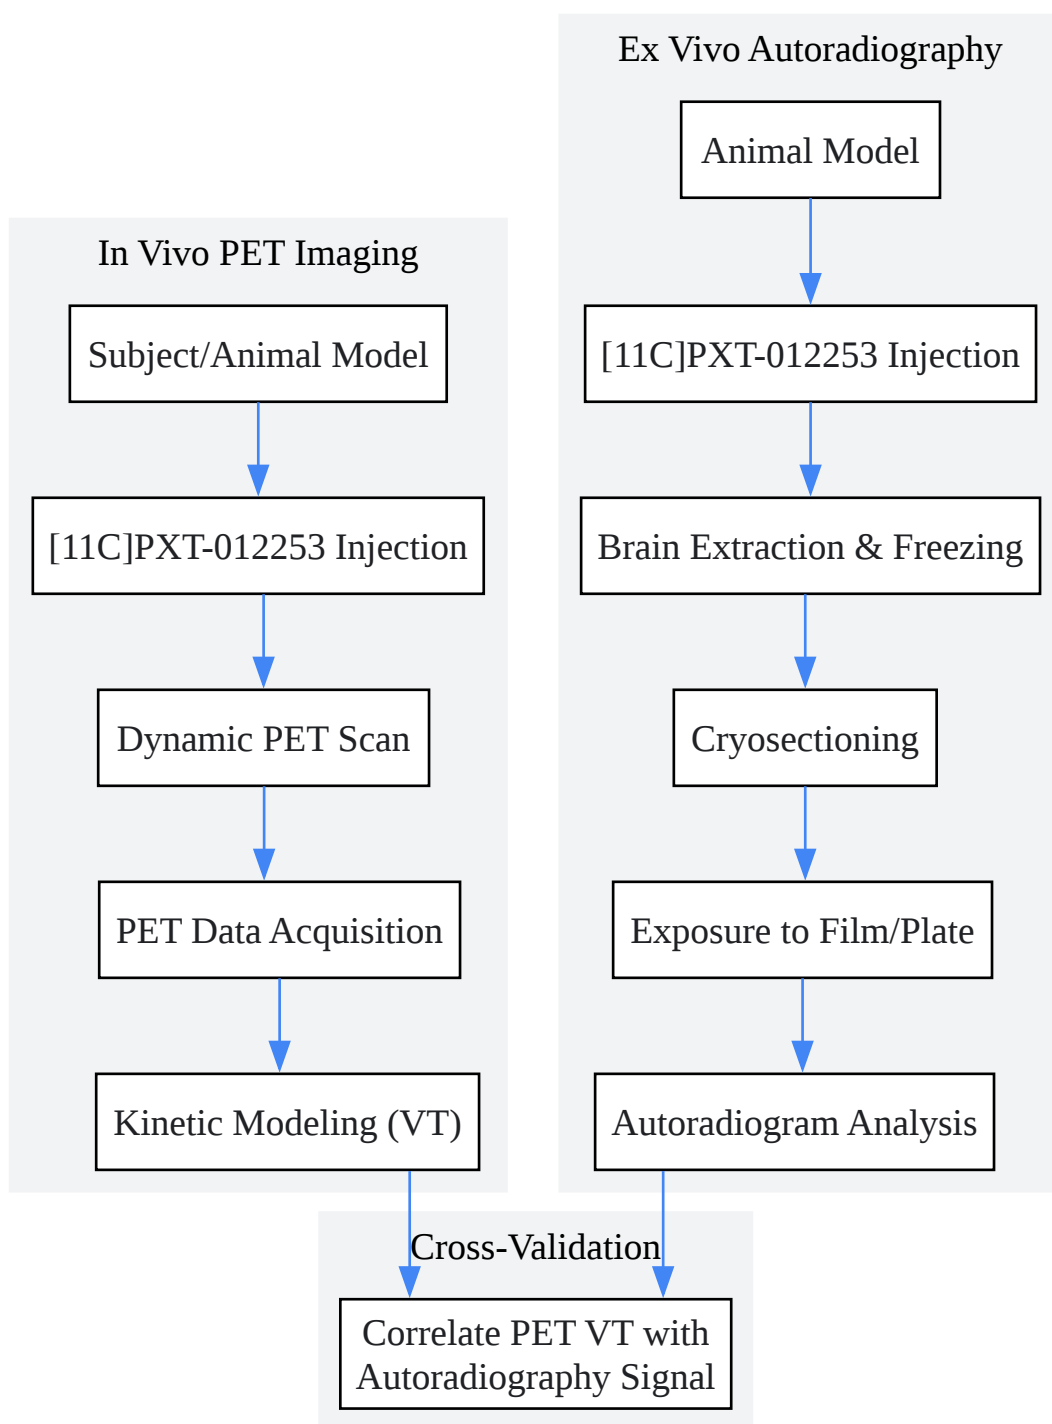 In Vivo PET Imaging
Subject/Animal Model
[11C]PXT-012253 Injection
Dynamic PET Scan
PET Data Acquisition
Kinetic Modeling (VT)
Ex Vivo Autoradiography
Animal Model
[11C]PXT-012253 Injection
Brain Extraction & Freezing
Cryosectioning
Exposure to Film/Plate
Autoradiogram Analysis
Cross-Validation
Correlate PET VT with
Autoradiography Signal